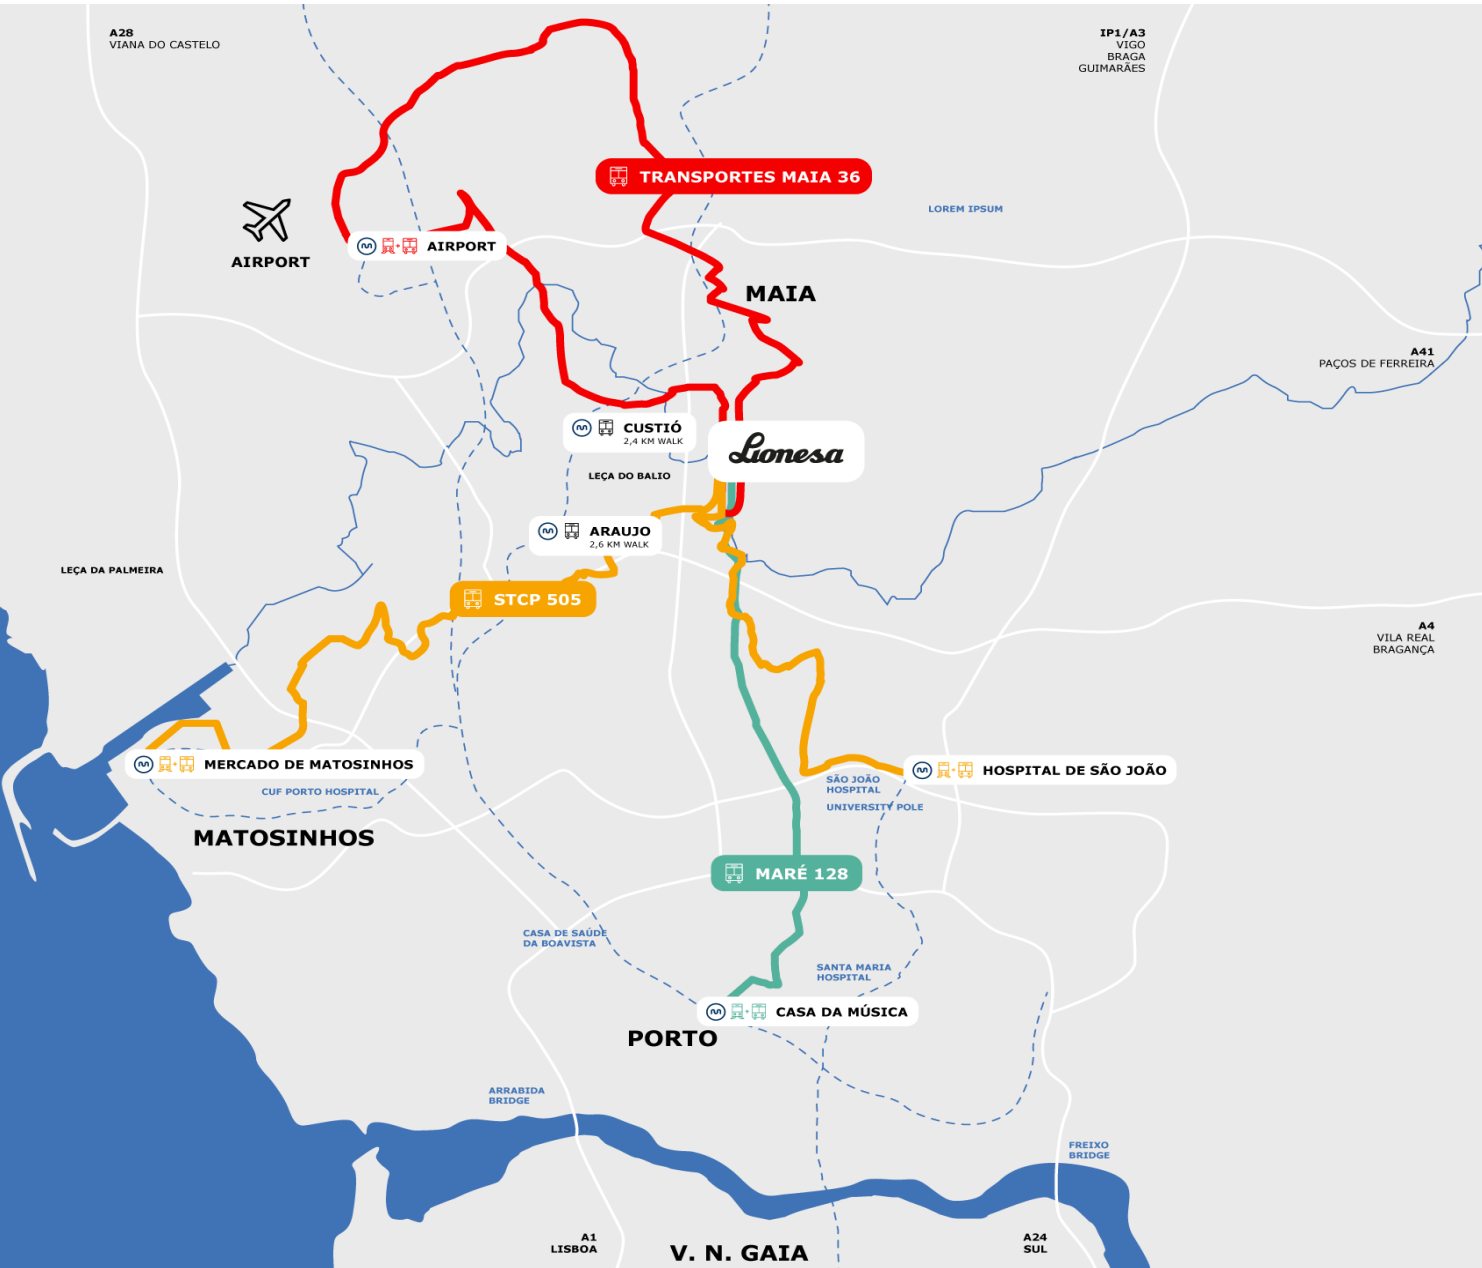 A28
VIANA DO CASTELO
IP1/A3
VIGO
BRAGA
GUIMARÃES
TRANSPORTES MAIA 36
LOREM IPSUM
AIRPORT
AIRPORT
MAIA
A41
PAÇOS DE FERREIRA
CUSTIÓ
2,4 KM WALK
Lionesa
LEÇA DO BALIO
ARAUJO
2,6 KM WALK
LEÇA DA PALMEIRA
STCP 505
A4
VILA REAL
BRAGANÇA
MERCADO DE MATOSINHOS
HOSPITAL DE SÃO JOÃO
SÃO JOÃO
HOSPITAL
UNIVERSITY POLE
CUF PORTO HOSPITAL
MATOSINHOS
MARÉ 128
CASA DE SAÚDE
DA BOAVISTA
SANTA MARIA
HOSPITAL
CASA DA MÚSICA
PORTO
ARRABIDA
BRIDGE
FREIXO
BRIDGE
A1
LISBOA
V. N. GAIA
A24
SUL